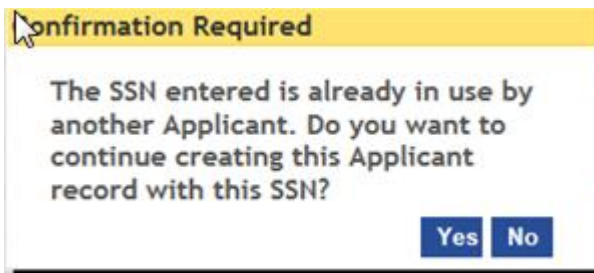 Confirmation Required
The SSN entered is already in use by
another Applicant. Do you want to
continue creating this Applicant
record with this SSN?
Yes No